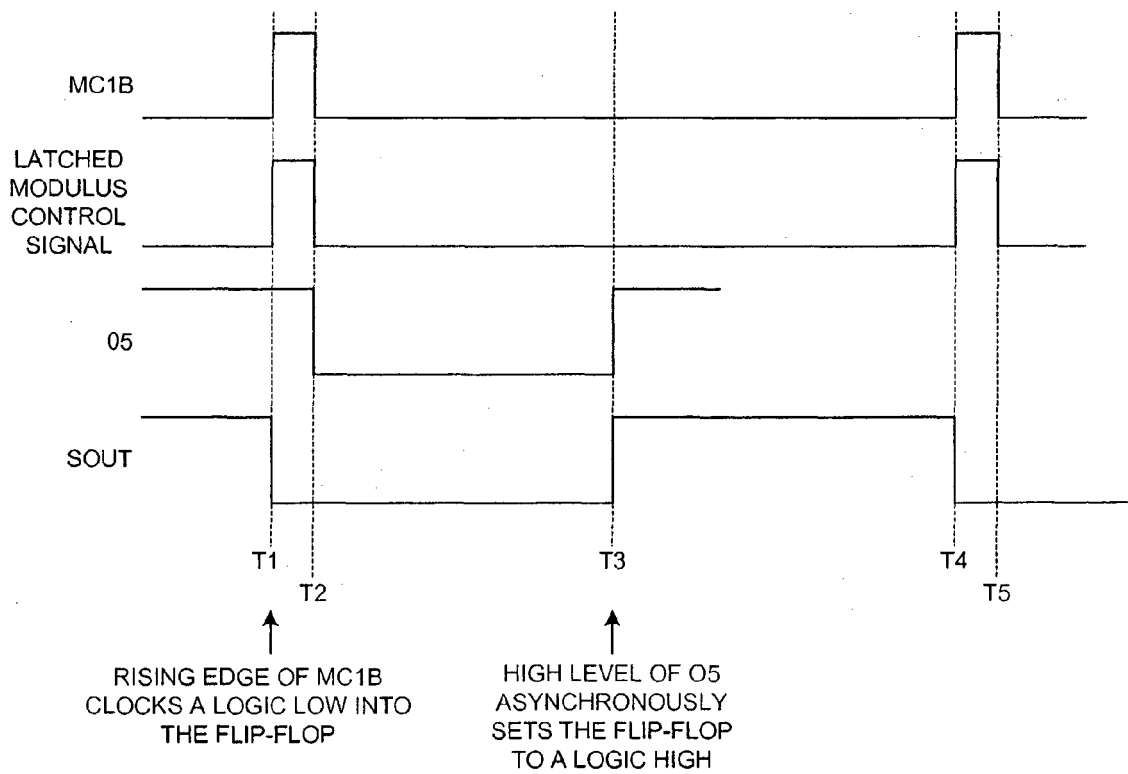 MC1B
LATCHED
MODULUS
CONTROL
SIGNAL
05
SOUT
T1
T2
T3
T4
T5
RISING EDGE OF MC1B
CLOCKS A LOGIC LOW INTO
THE FLIP-FLOP
HIGH LEVEL OF O5
ASYNCHRONOUSLY
SETS THE FLIP-FLOP
TO A LOGIC HIGH